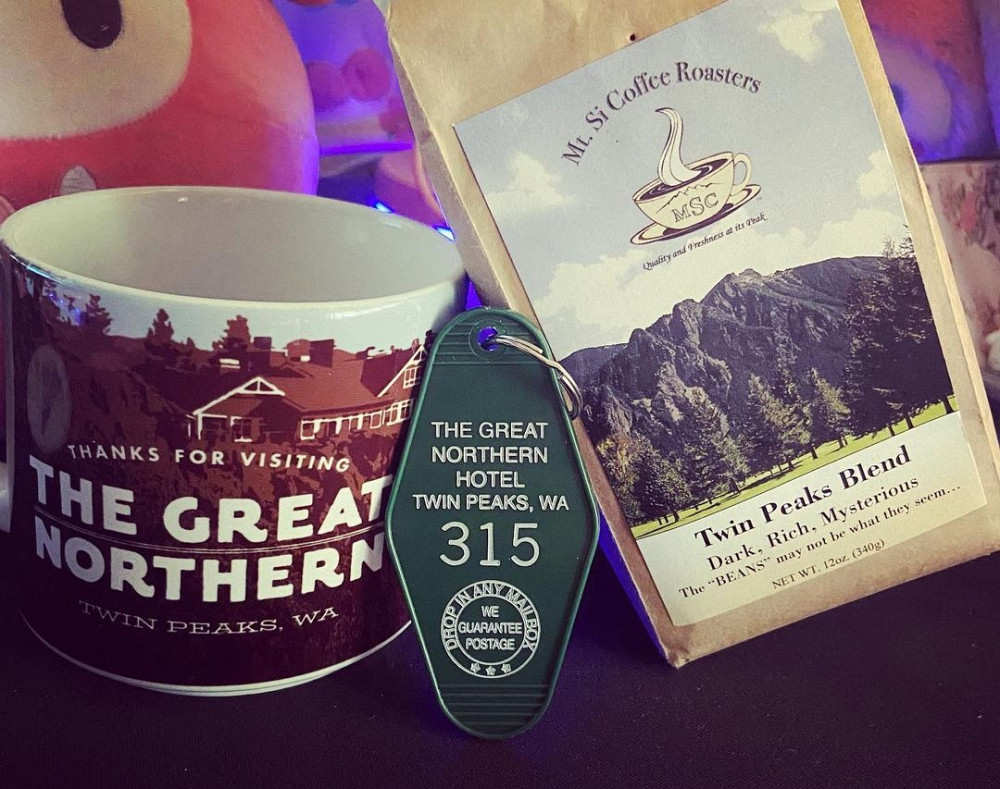 THANKS FOR VISITING
THE GREAT
NORTHERN
TWIN PEAKS, WA
THE GREAT
NORTHERN
HOTEL
TWIN PEAKS, WA
315
DROP IN ANY MAILBOX
WE
GUARANTEE
POSTAGE
Mt. Si Coffee Roasters
MSC
Quality and Freshness at its Peak
Twin Peaks Blend
Dark, Rich, Mysterious
The "BEANS" may not be what they seem...
NET WT. 12oz. (340g)